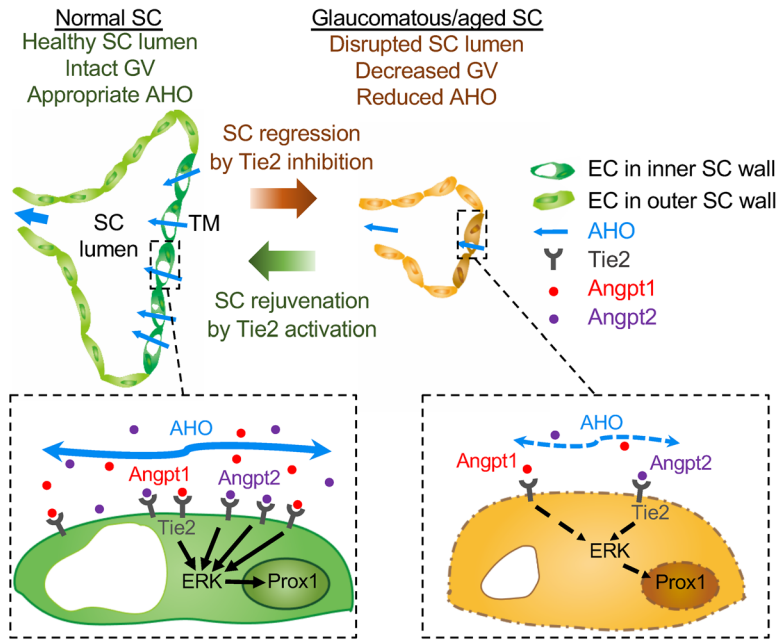 Normal SC
Healthy SC lumen
Intact GV
Appropriate AHO
Glaucomatous/aged SC
Disrupted SC lumen
Decreased GV
Reduced AHO
SC regression
by Tie2 inhibition
SC
lumen
TM
SC rejuvenation
by Tie2 activation
EC in inner SC wall
EC in outer SC wall
AHO
Tie2
Angpt1
Angpt2
AHO
Angpt1
Angpt2
Tie2
ERK
Prox1
AHO
Angpt1
Angpt2
Tie2
ERK
Prox1